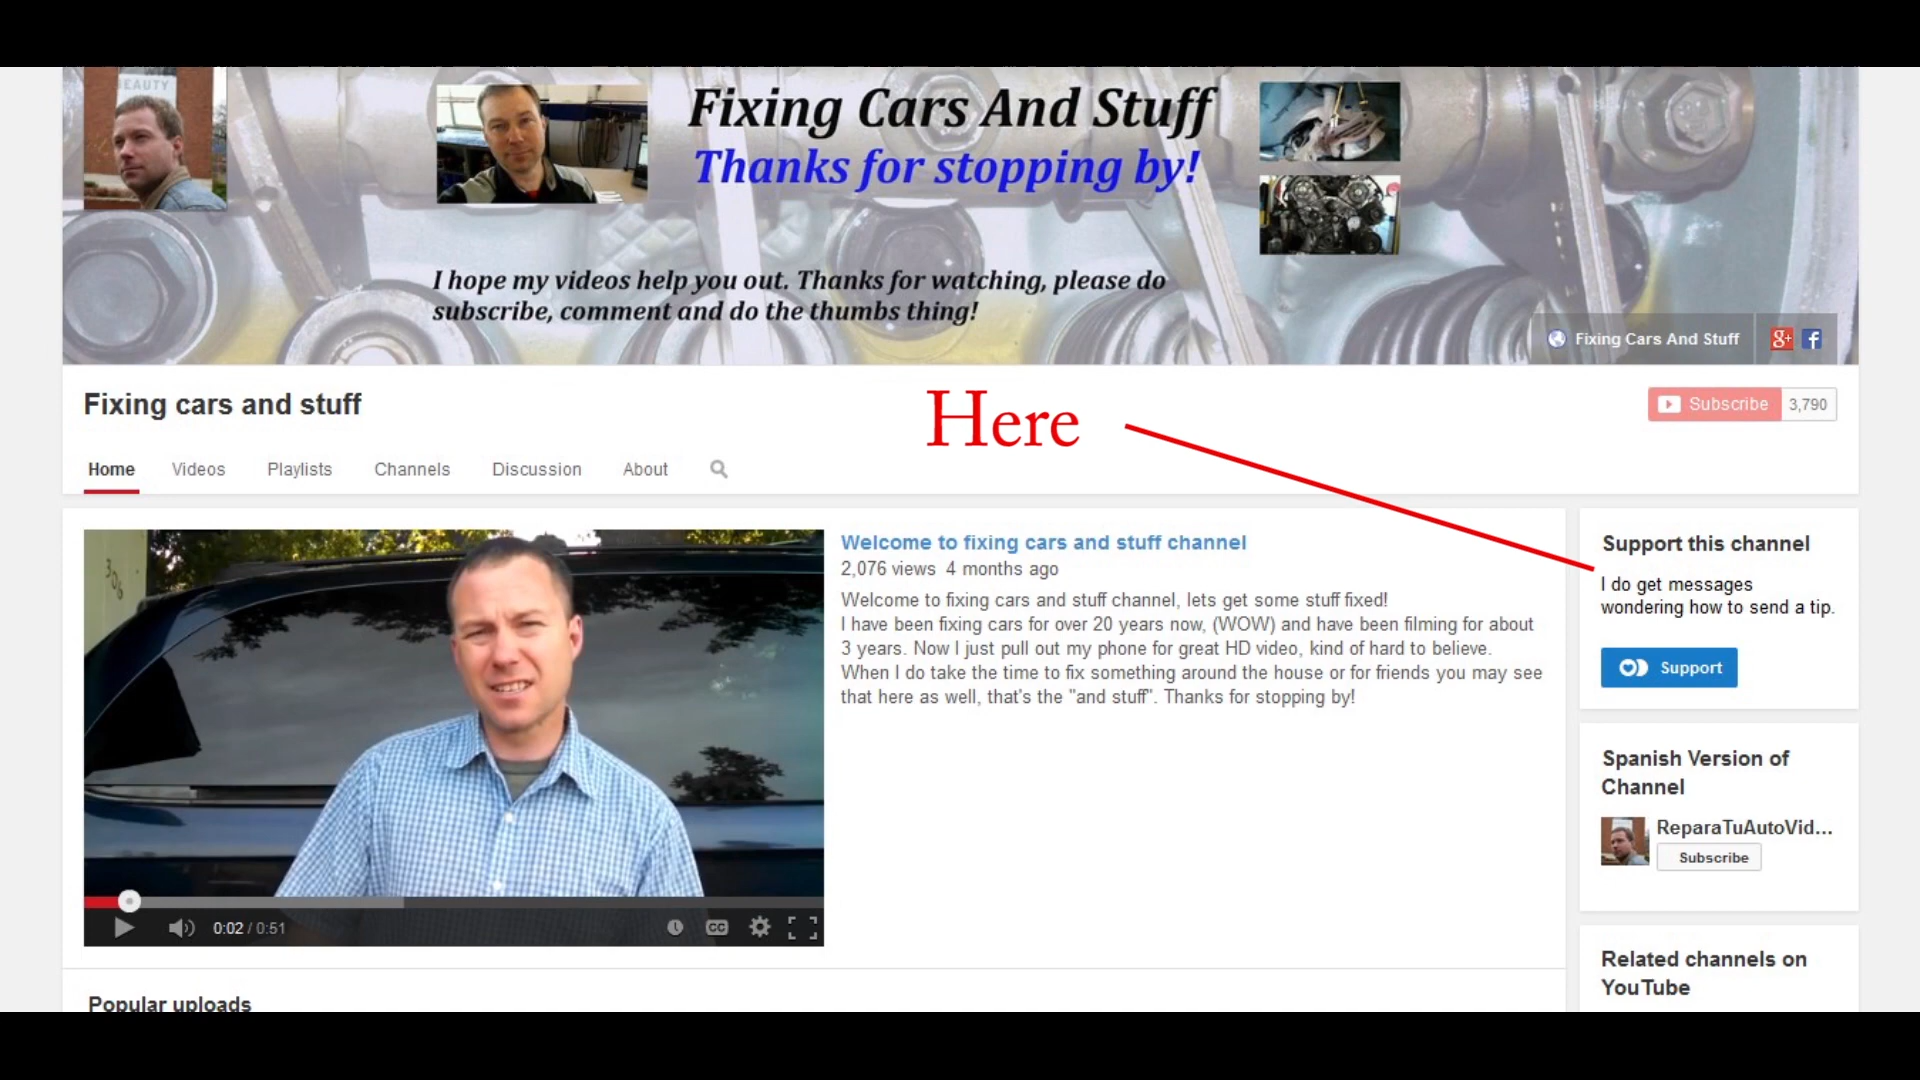 BEAUTY
Fixing Cars And Stuff
Thanks for stopping by!
I hope my videos help you out. Thanks for watching, please do
subscribe, comment and do the thumbs thing!
Fixing Cars And Stuff
g+ f
Fixing cars and stuff
Here
Subscribe 3,790
Home Videos Playlists Channels Discussion About
306
0:02 / 0:51
CC
Welcome to fixing cars and stuff channel
2,076 views 4 months ago
Welcome to fixing cars and stuff channel, lets get some stuff fixed!
I have been fixing cars for over 20 years now, (WOW) and have been filming for about
3 years. Now I just pull out my phone for great HD video, kind of hard to believe.
When I do take the time to fix something around the house or for friends you may see
that here as well, that's the "and stuff". Thanks for stopping by!
Support this channel
I do get messages
wondering how to send a tip.
Support
Spanish Version of
Channel
ReparaTuAutoVid...
Subscribe
Related channels on
YouTube
Popular uploads